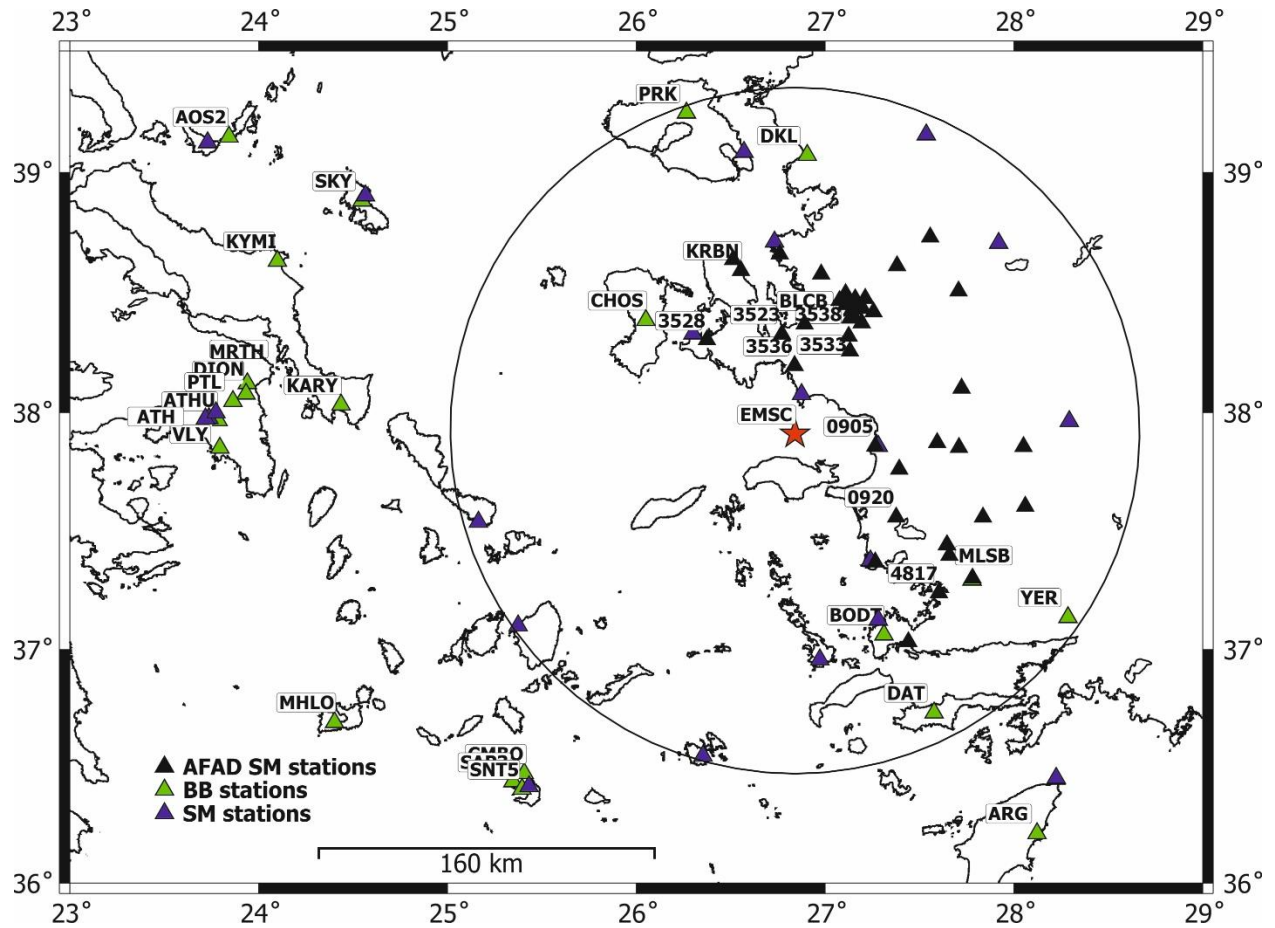 23° 24° 25° 26° 27° 28° 29°
PRK
AOS2
DKL
39° 39°
SKY
KYMI
KRBN
CHOS
BLCB
3528 3523 3538
3536 3533
MRTH
DION
PTL
KARY
ATHU
ATH
38° 38°
EMSC
0905
VLY
0920
MLSB
4817
YER
BODT
37° 37°
DAT
MHLO
SNT5
AFAD SM stations
BB stations
SM stations
ARG
160 km
36° 36°
23° 24° 25° 26° 27° 28° 29°